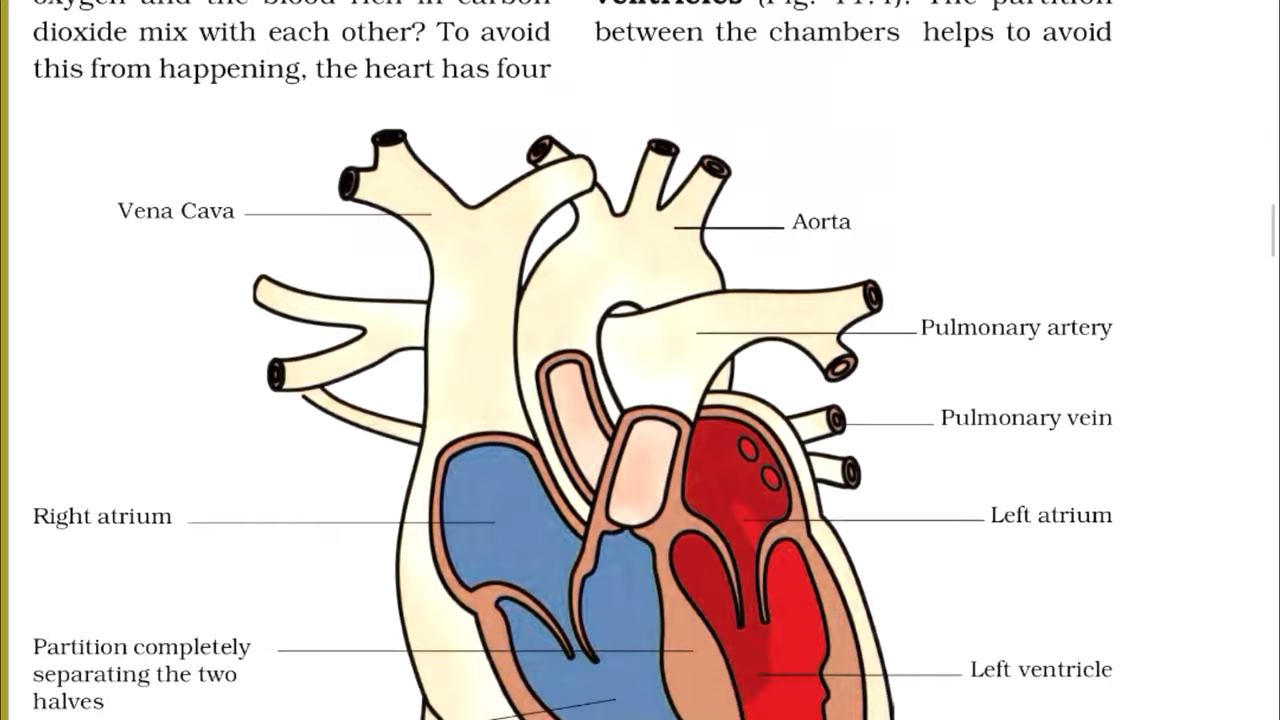 dioxide mix with each other? To avoid
this from happening, the heart has four
between the chambers helps to avoid
Vena Cava
Aorta
Pulmonary artery
Pulmonary vein
Right atrium
Left atrium
Partition completely
separating the two
halves
Left ventricle